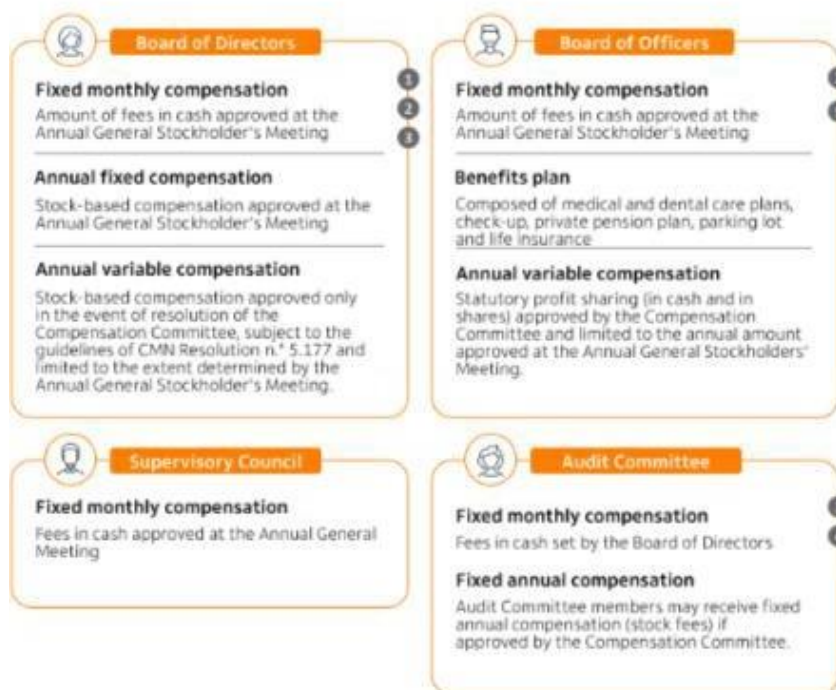 Board of Directors
Fixed monthly compensation
Amount of fees in cash approved at the
Annual General Stockholder's Meeting
1
2
3
Annual fixed compensation
Stock-based compensation approved at the
Annual General Stockholder's Meeting
Annual variable compensation
Stock-based compensation approved only
in the event of resolution of the
Compensation Committee, subject to the
guidelines of CMN Resolution n.° 5.177 and
limited to the extent determined by the
Annual General Stockholder's Meeting.
Board of Officers
Fixed monthly compensation
Amount of fees in cash approved at the
Annual General Stockholder's Meeting
Benefits plan
Composed of medical and dental care plans,
check-up, private pension plan, parking lot
and life insurance
Annual variable compensation
Statutory profit sharing (in cash and in
shares) approved by the Compensation
Committee and limited to the annual amount
approved at the Annual General Stockholders'
Meeting.
Supervisory Council
Fixed monthly compensation
Fees in cash approved at the Annual General
Meeting
Audit Committee
Fixed monthly compensation
Fees in cash set by the Board of Directors
Fixed annual compensation
Audit Committee members may receive fixed
annual compensation (stock fees) if
approved by the Compensation Committee.